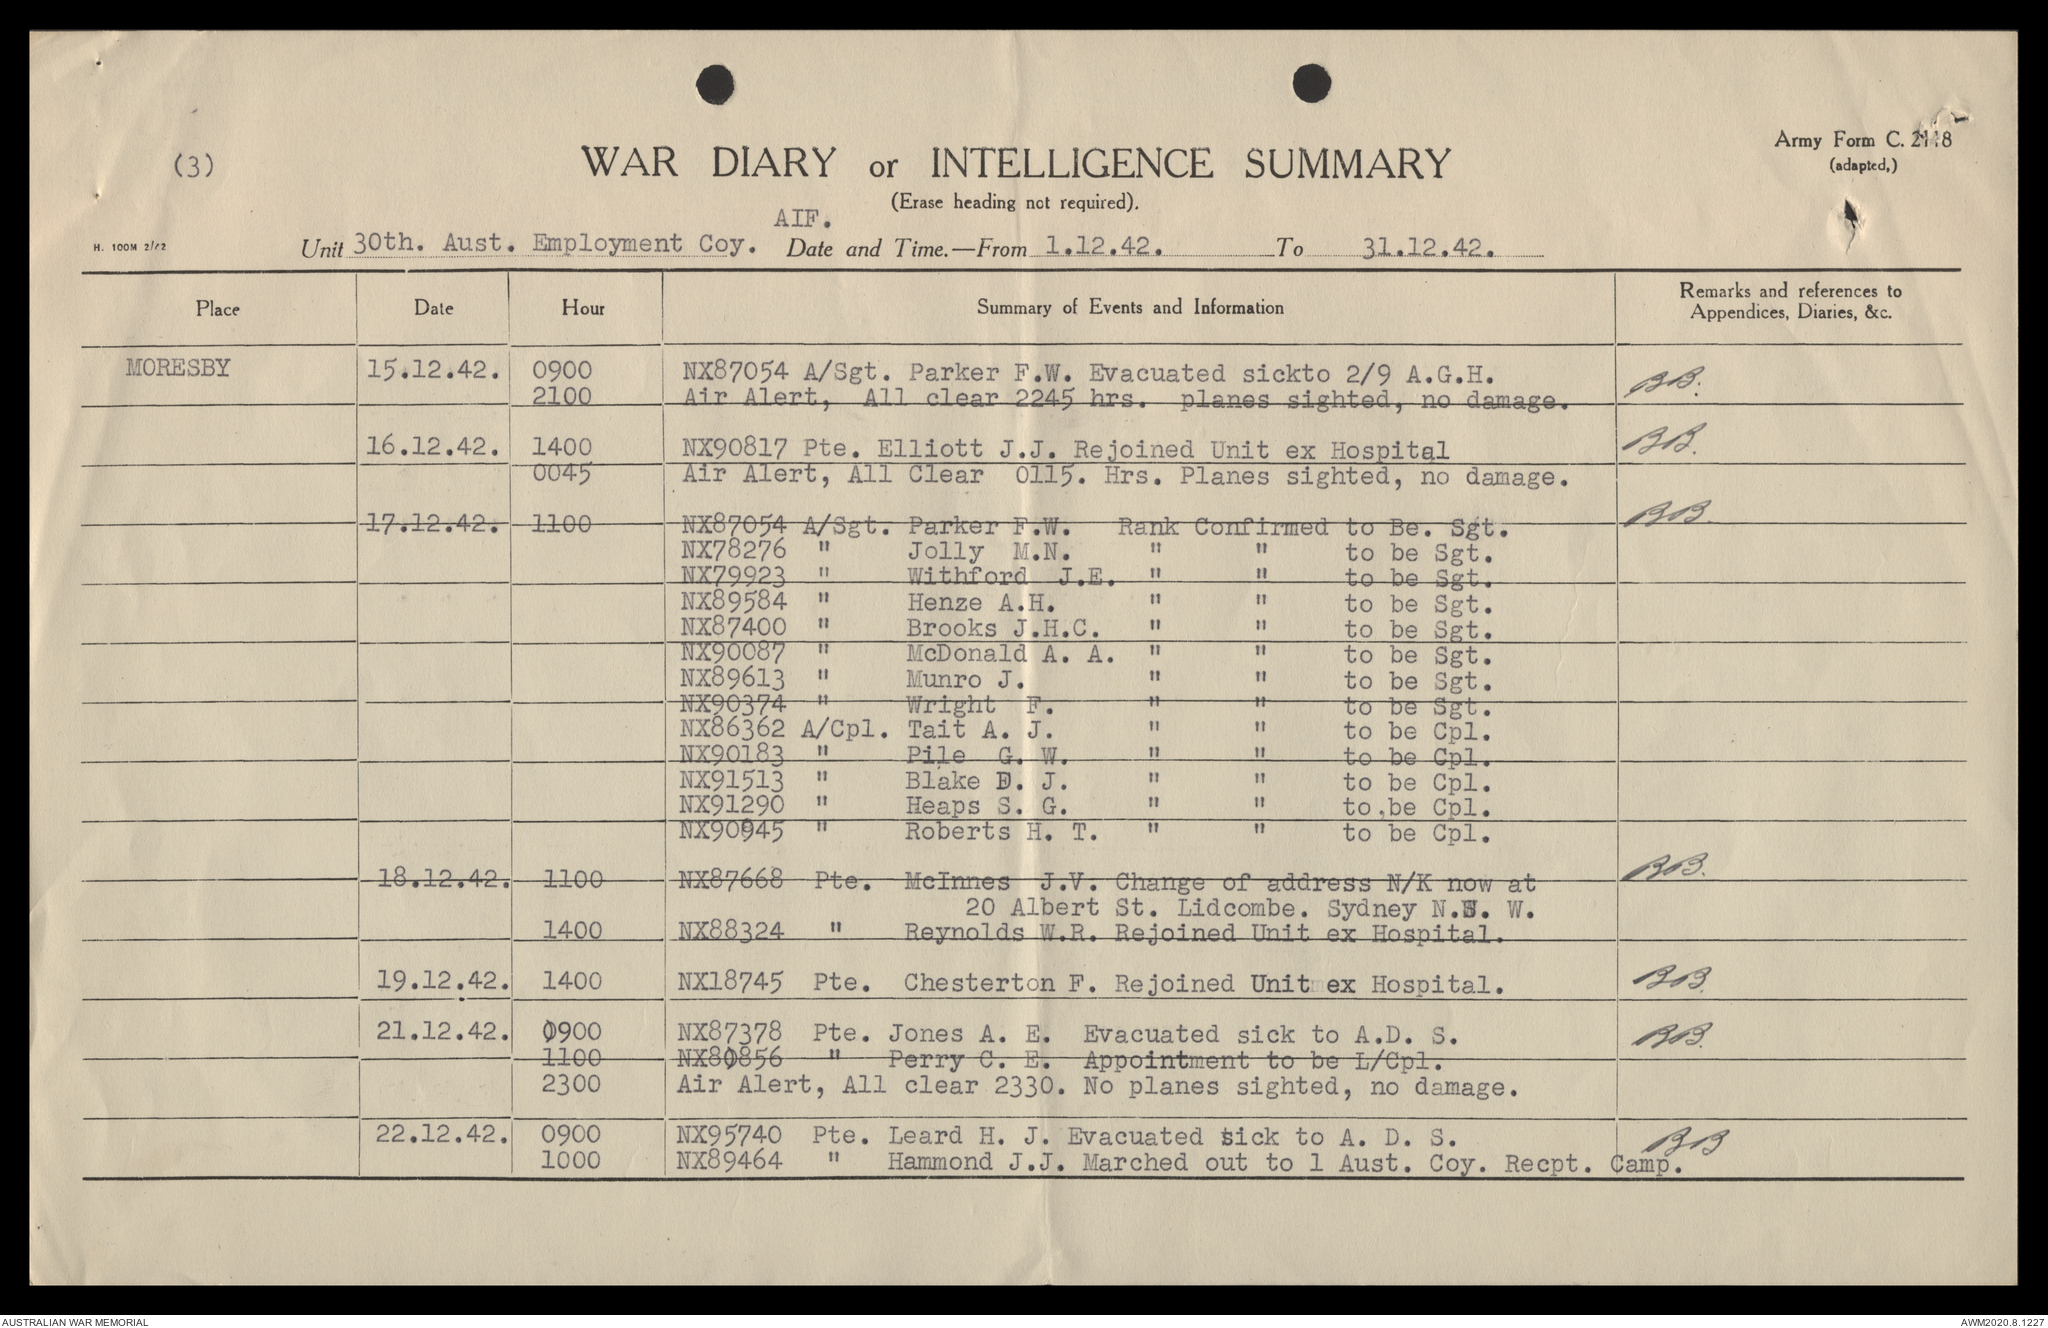 (3)
WAR DIARY or INTELLIGENCE SUMMARY
Army Form C. 2118
(adapted,)
(Erase heading not required).
AIF.
H. 100M 2/42
Unit 30th. Aust. Employment Coy. Date and Time.—From 1.12.42. To 31.12.42.
Place Date Hour Summary of Events and Information Remarks and references to
Appendices, Diaries, &c.
MORESBY 15.12.42. 0900 NX87054 A/Sgt. Parker F.W. Evacuated sickto 2/9 A.G.H. BB.
2100 Air Alert, All clear 2245 hrs. planes sighted, no damage.
16.12.42. 1400 NX90817 Pte. Elliott J.J. Rejoined Unit ex Hospital BB.
0045 Air Alert, All Clear 0115. Hrs. Planes sighted, no damage.
17.12.42. 1100 NX87054 A/Sgt. Parker F.W. Rank Confirmed to Be. Sgt. BB.
NX78276 " Jolly M.N. " " to be Sgt.
NX79923 " Withford J.E. " " to be Sgt.
NX89584 " Henze A.H. " " to be Sgt.
NX87400 " Brooks J.H.C. " " to be Sgt.
NX90087 " McDonald A. A. " " to be Sgt.
NX89613 " Munro J. " " to be Sgt.
NX90374 " Wright F. " " to be Sgt.
NX86362 A/Cpl. Tait A. J. " " to be Cpl.
NX90183 " Pile G. W. " " to be Cpl.
NX91513 " Blake D. J. " " to be Cpl.
NX91290 " Heaps S. G. " " to be Cpl.
NX90945 " Roberts H. T. " " to be Cpl.
18.12.42. 1100 NX87668 Pte. McInnes J.V. Change of address N/K now at BB.
20 Albert St. Lidcombe. Sydney N.S. W.
1400 NX88324 " Reynolds W.R. Rejoined Unit ex Hospital.
19.12.42. 1400 NX18745 Pte. Chesterton F. Rejoined Unit ex Hospital. BB.
21.12.42. 0900 NX87378 Pte. Jones A. E. Evacuated sick to A.D. S. BB.
1100 NX80856 " Perry C. E. Appointment to be L/Cpl.
2300 Air Alert, All clear 2330. No planes sighted, no damage.
22.12.42. 0900 NX95740 Pte. Leard H. J. Evacuated sick to A. D. S. BB
1000 NX89464 " Hammond J.J. Marched out to 1 Aust. Coy. Recpt. Camp.
AUSTRALIAN WAR MEMORIAL
AWM2020.8.1227